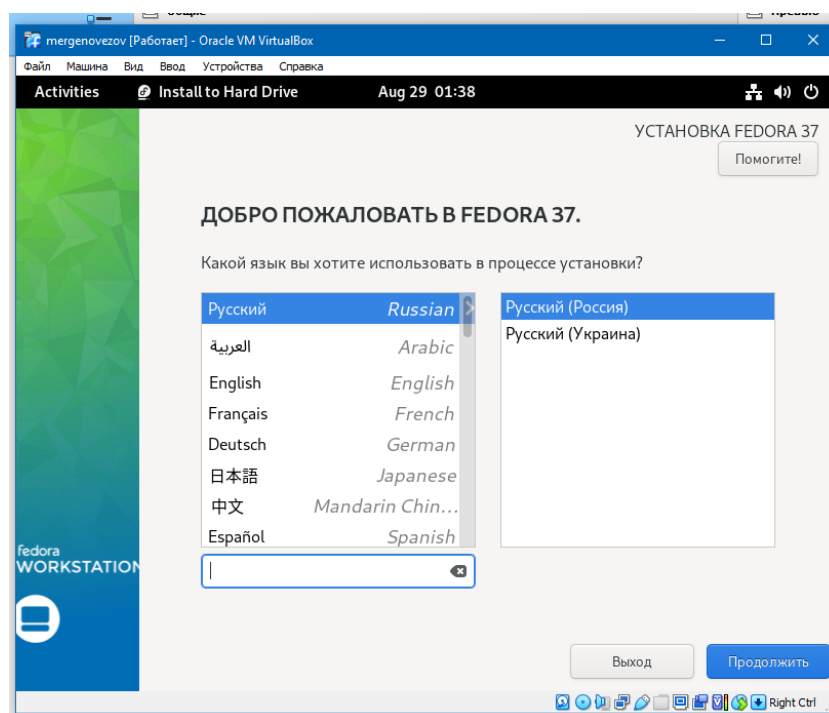 mergenovezov [Работает] - Oracle VM VirtualBox
Файл Машина Вид Ввод Устройства Справка
Activities Install to Hard Drive Aug 29 01:38
УСТАНОВКА FEDORA 37
Помогите!
ДОБРО ПОЖАЛОВАТЬ В FEDORA 37.
Какой язык вы хотите использовать в процессе установки?
Русский Russian
العربية Arabic
English English
Français French
Deutsch German
日本語 Japanese
中文 Mandarin Chin...
Español Spanish
Русский (Россия)
Русский (Украина)
fedora
WORKSTATION
Выход Продолжить
Right Ctrl